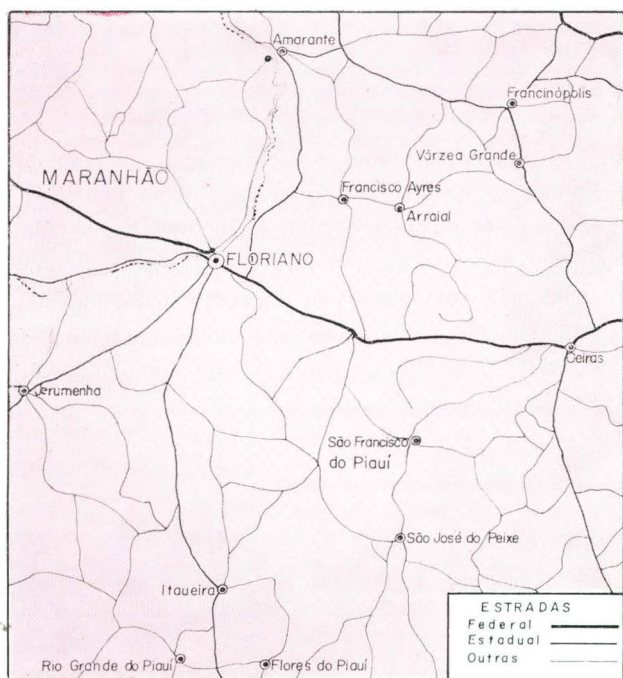 Amarante
Francinópolis
Várzea Grande
MARANHÃO
Francisco Ayres
Arraial
FLORIANO
Oeiras
Jerumenha
São Francisco
do Piauí
São José do Peixe
Itaueira
Rio Grande do Piauí
Flores do Piauí
ESTRADAS
Federal
Estadual
Outras